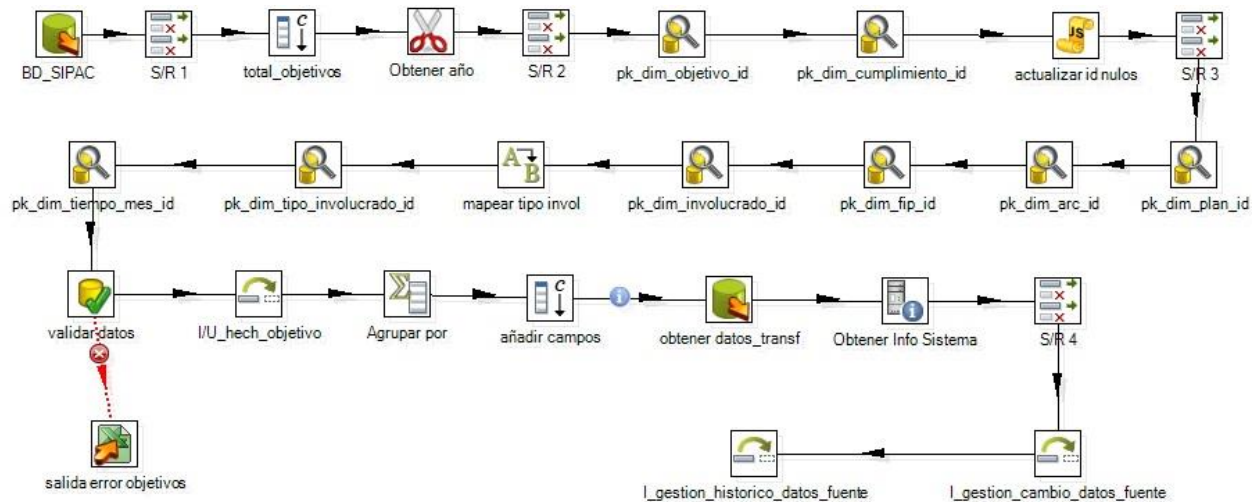 BD_SIPAC
S/R 1
total_objetivos
Obtener año
S/R 2
pk_dim_objetivo_id
pk_dim_cumplimiento_id
actualizar id nulos
S/R 3
pk_dim_tiempo_mes_id
pk_dim_tipo_involucrado_id
mapear tipo invol
pk_dim_involucrado_id
pk_dim_fip_id
pk_dim_arc_id
pk_dim_plan_id
validar datos
I/U_hech_objetivo
Agrupar por
añadir campos
obtener datos_transf
Obtener Info Sistema
S/R 4
salida error objetivos
I_gestion_historico_datos_fuente
I_gestion_cambio_datos_fuente